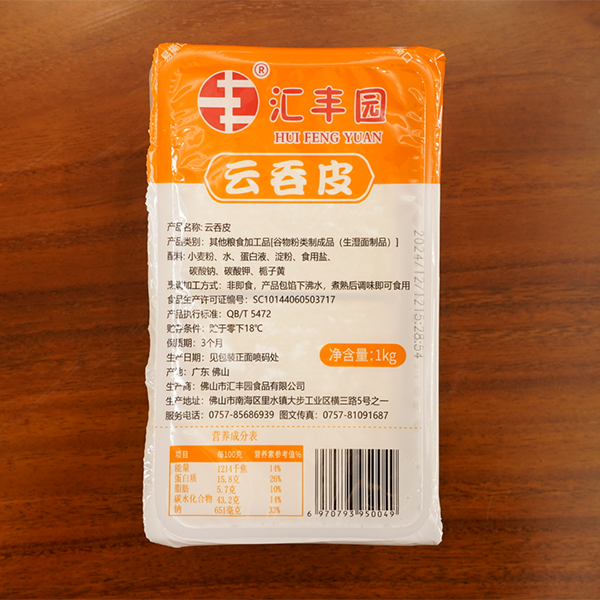 ®
汇丰园
HUI FENG YUAN
云吞皮
产品名称: 云吞皮
产品类别: 其他粮食加工品[谷物粉类制成品（生湿面制品）]
配料: 小麦粉、水、蛋白液、淀粉、食用盐、
碳酸钠、碳酸钾、栀子黄
烹调加工方式: 非即食，产品包馅下沸水，煮熟后调味即可食用
食品生产许可证编号: SC10144060503717
产品执行标准: QB/T 5472
贮存条件: 贮于零下18℃
保质期: 3个月
生产日期: 见包装正面喷码处
产地: 广东 佛山
生产商: 佛山市汇丰园食品有限公司
生产地址: 佛山市南海区里水镇大步工业区横三路5号之一
服务电话: 0757-85686939 图文传真: 0757-81091687
净含量:1kg
2024/12/12 15:28:54
营养成分表
项目 每100克 营养素参考值%
能量 1214千焦 14%
蛋白质 15.8克 26%
脂肪 5.7克 10%
碳水化合物 43.2克 14%
钠 651毫克 33%
6 970793 950049